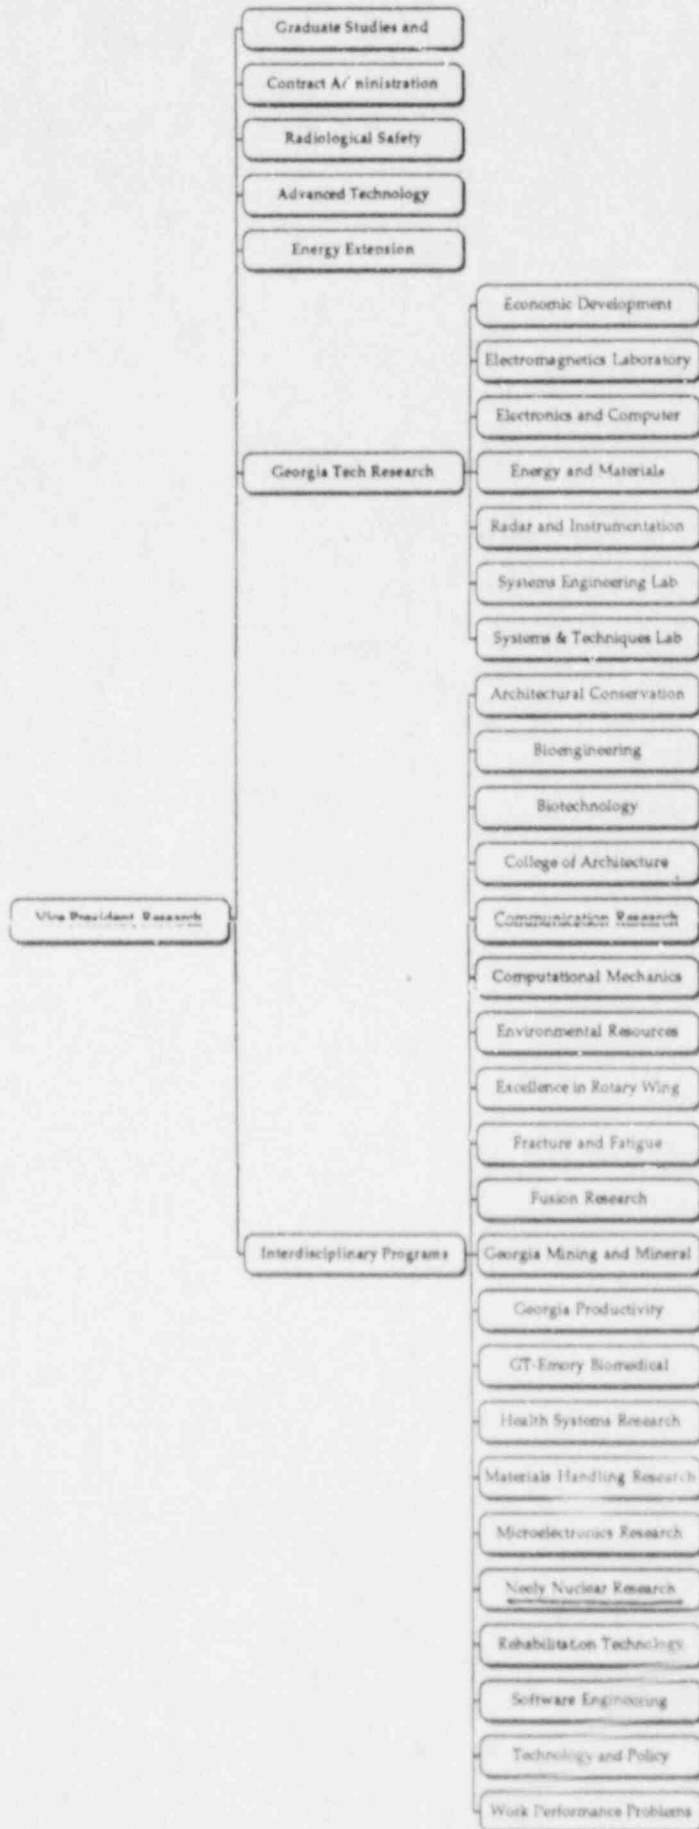 Graduate Studies and
Contract Administration
Radiological Safety
Advanced Technology
Energy Extension
Economic Development
Electromagnetics Laboratory
Electronics and Computer
Georgia Tech Research
Energy and Materials
Radar and Instrumentation
Systems Engineering Lab
Systems & Techniques Lab
Architectural Conservation
Bioengineering
Biotechnology
College of Architecture
Vice President, Research
Communication Research
Computational Mechanics
Environmental Resources
Excellence in Rotary Wing
Fracture and Fatigue
Fusion Research
Interdisciplinary Programs
Georgia Mining and Mineral
Georgia Productivity
GT-Emory Biomedical
Health Systems Research
Materials Handling Research
Microelectronics Research
Neely Nuclear Research
Rehabilitation Technology
Software Engineering
Technology and Policy
Work Performance Problems